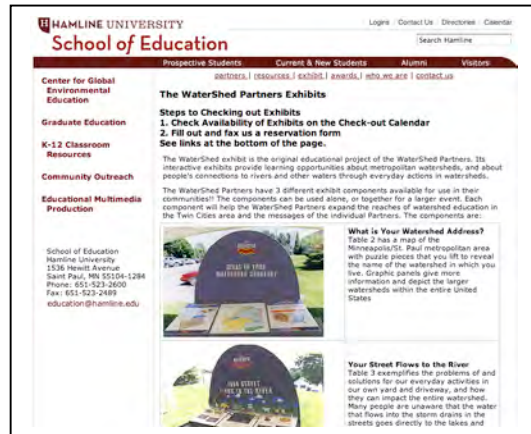 HAMLINE UNIVERSITY
School of Education
Logins Contact Us Directories Calendar
Search Hamline
Prospective Students Current & New Students Alumni Visitors
partners | resources | exhibit | awards | who we are | contact us
Center for Global
Environmental
Education
Graduate Education
K-12 Classroom
Resources
Community Outreach
Educational Multimedia
Production
School of Education
Hamline University
1536 Hewitt Avenue
Saint Paul, MN 55104-1284
Phone: 651-523-2600
Fax: 651-523-2489
education@hamline.edu
The WaterShed Partners Exhibits
Steps to Checking out Exhibits
1. Check Availability of Exhibits on the Check-out Calendar
2. Fill out and fax us a reservation form
See links at the bottom of the page.
The WaterShed exhibit is the original educational project of the WaterShed Partners. Its
interactive exhibits provide learning opportunities about metropolitan watersheds, and about
people's connections to rivers and other waters through everyday actions in watersheds.
The WaterShed Partners have 3 different exhibit components available for use in their
communities!! The components can be used alone, or together for a larger event. Each
component will help the WaterShed Partners expand the reaches of watershed education in
the Twin Cities area and the messages of the individual Partners. The components are:
WHAT IS YOUR
WATERSHED ADDRESS?
What is Your Watershed Address?
Table 2 has a map of the
Minneapolis/St. Paul metropolitan area
with puzzle pieces that you lift to reveal
the name of the watershed in which you
live. Graphic panels give more
information and depict the larger
watersheds within the entire United
States
YOUR STREET
FLOWS TO THE RIVER
Your Street Flows to the River
Table 3 exemplifies the problems of and
solutions for our everyday activities in
our own yard and driveway, and how
they can impact the entire watershed.
Many people are unaware that the water
that flows into the storm drains in the
streets goes directly to the lakes and